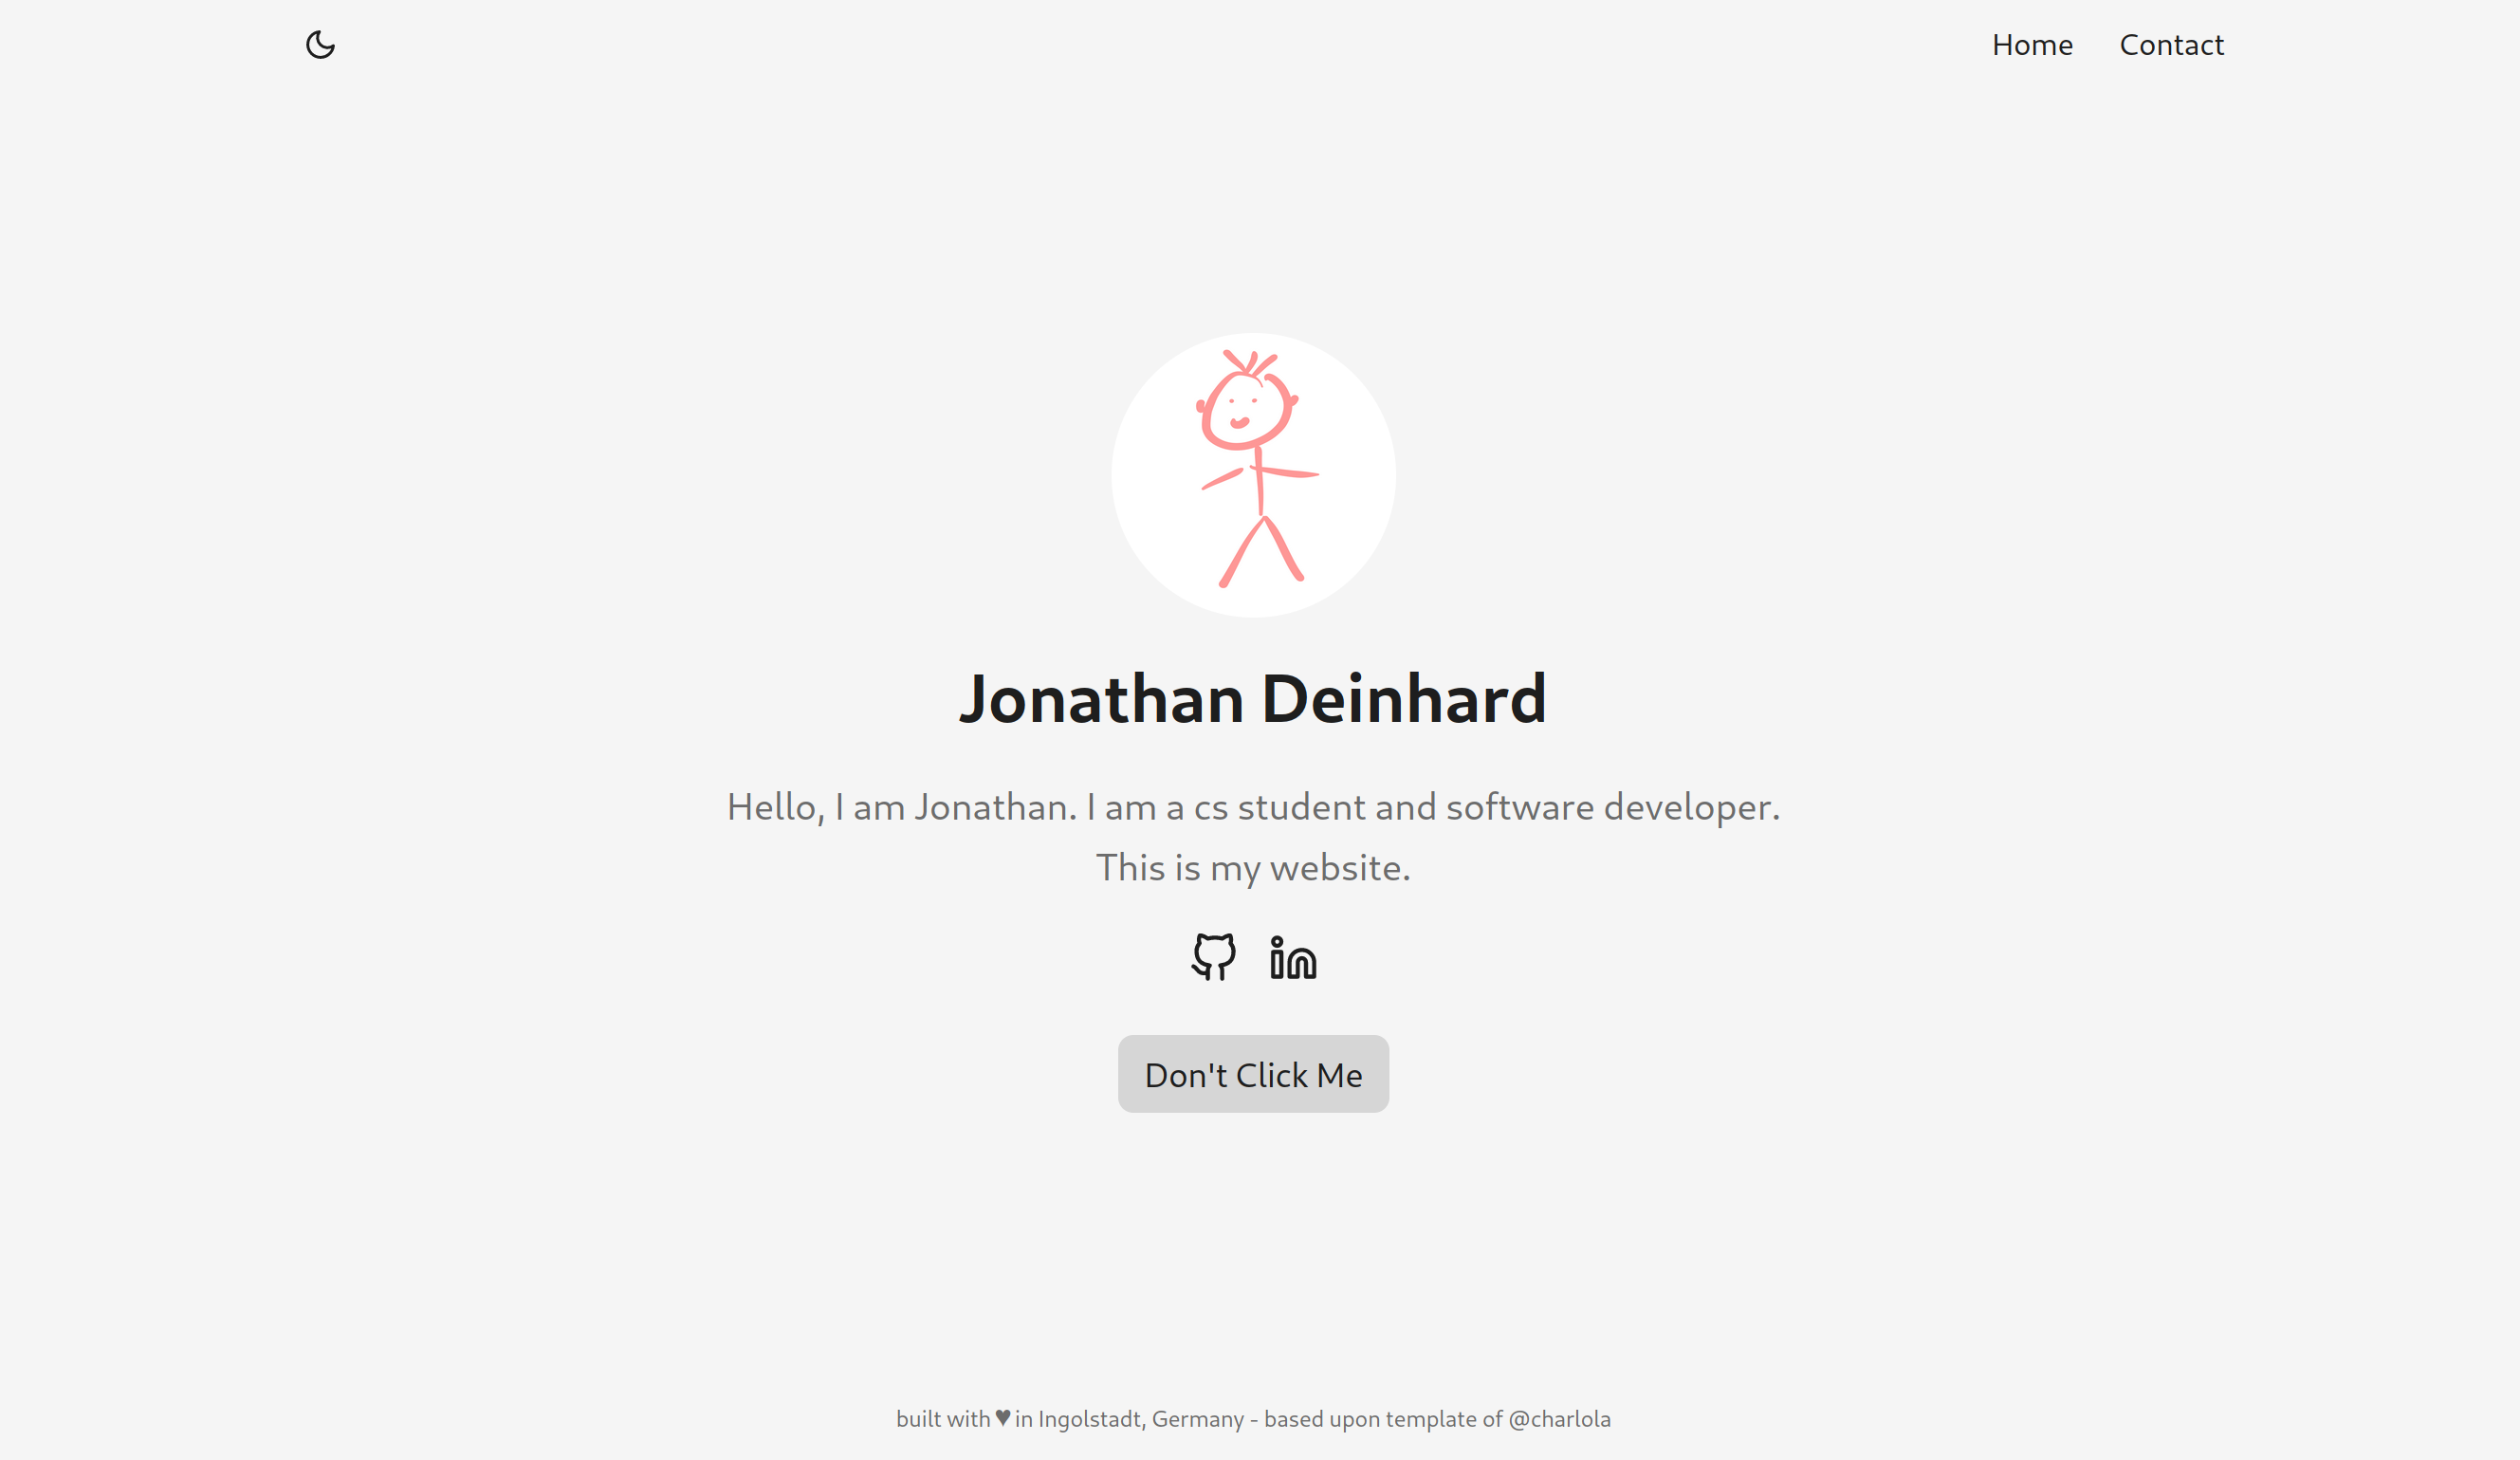 Home Contact
Jonathan Deinhard
Hello, I am Jonathan. I am a cs student and software developer.
This is my website.
Don't Click Me
built with ♥ in Ingolstadt, Germany - based upon template of @charlola